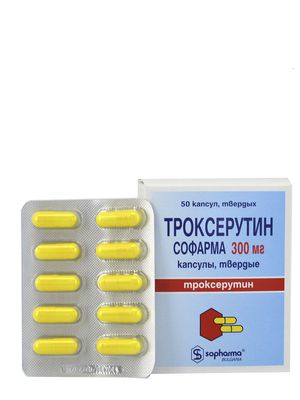 50 капсул, твердых
ТРОКСЕРУТИН
СОФАРМА 300 мг
капсулы, твердые
троксерутин
sopharma®
BULGARIA